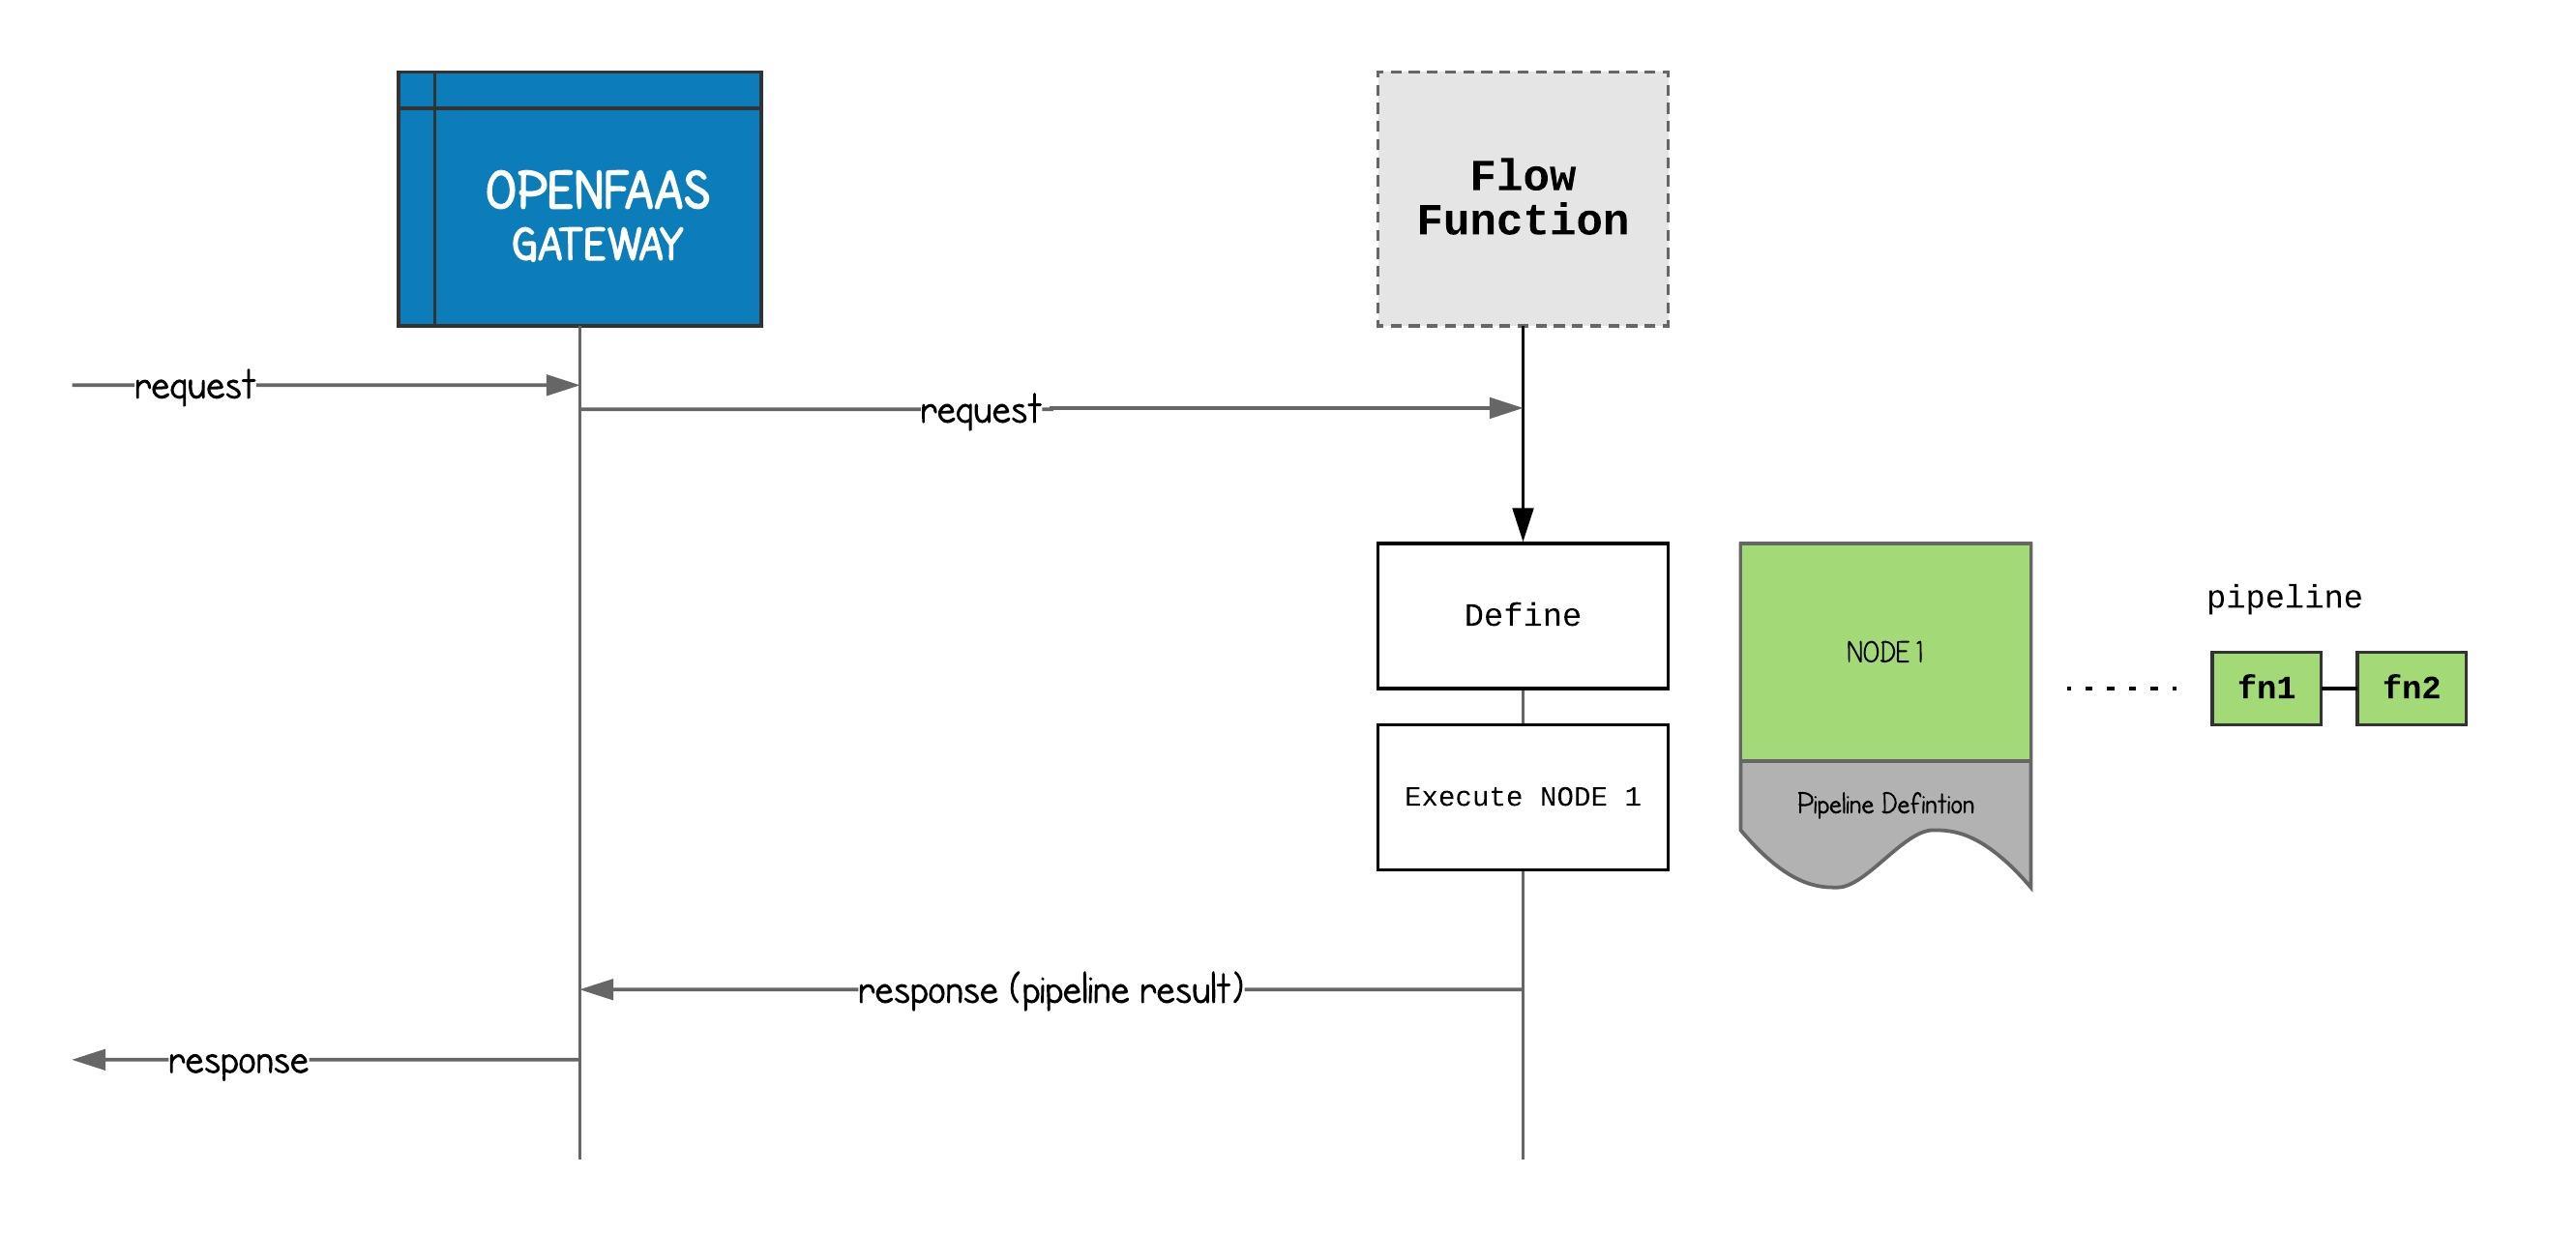 OPENFAAS
GATEWAY
Flow
Function
request
request
Define
NODE 1
pipeline
fn1
fn2
Execute NODE 1
Pipeline Defintion
response (pipeline result)
response